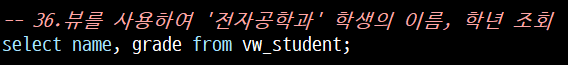 -- 36.뷰를 사용하여 '전자공학과' 학생의 이름, 학년 조회
select name, grade from vw_student;